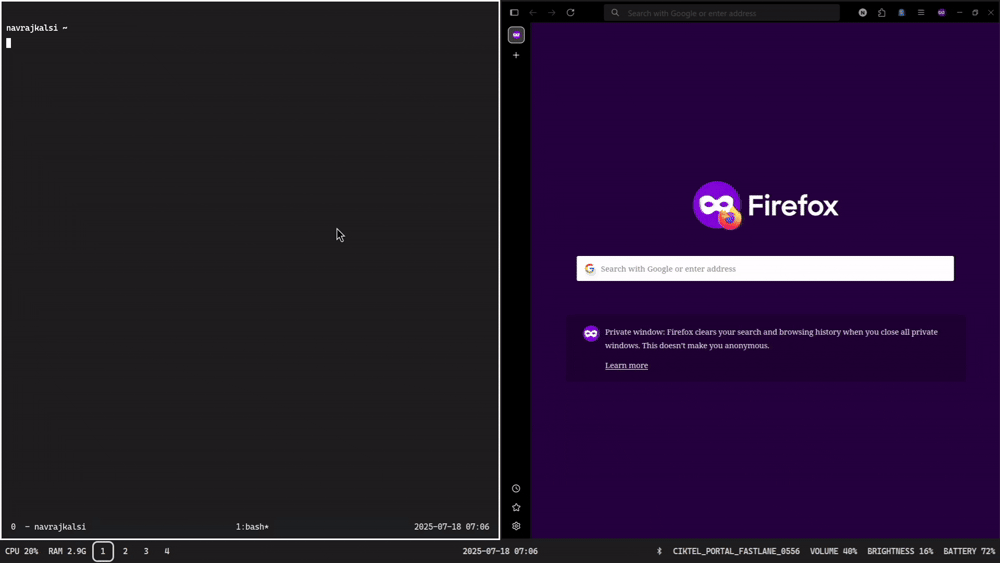 navrajkalsi ~
0 - navrajkalsi 1:bash* 2025-07-18 07:06
Search with Google or enter address
Firefox
Search with Google or enter address
Private window: Firefox clears your search and browsing history when you close all private
windows. This doesn't make you anonymous.
Learn more
CPU 20% RAM 2.9G 1 2 3 4 2025-07-18 07:06 CIKTEL_PORTAL_FASTLANE_0556 VOLUME 40% BRIGHTNESS 16% BATTERY 72%